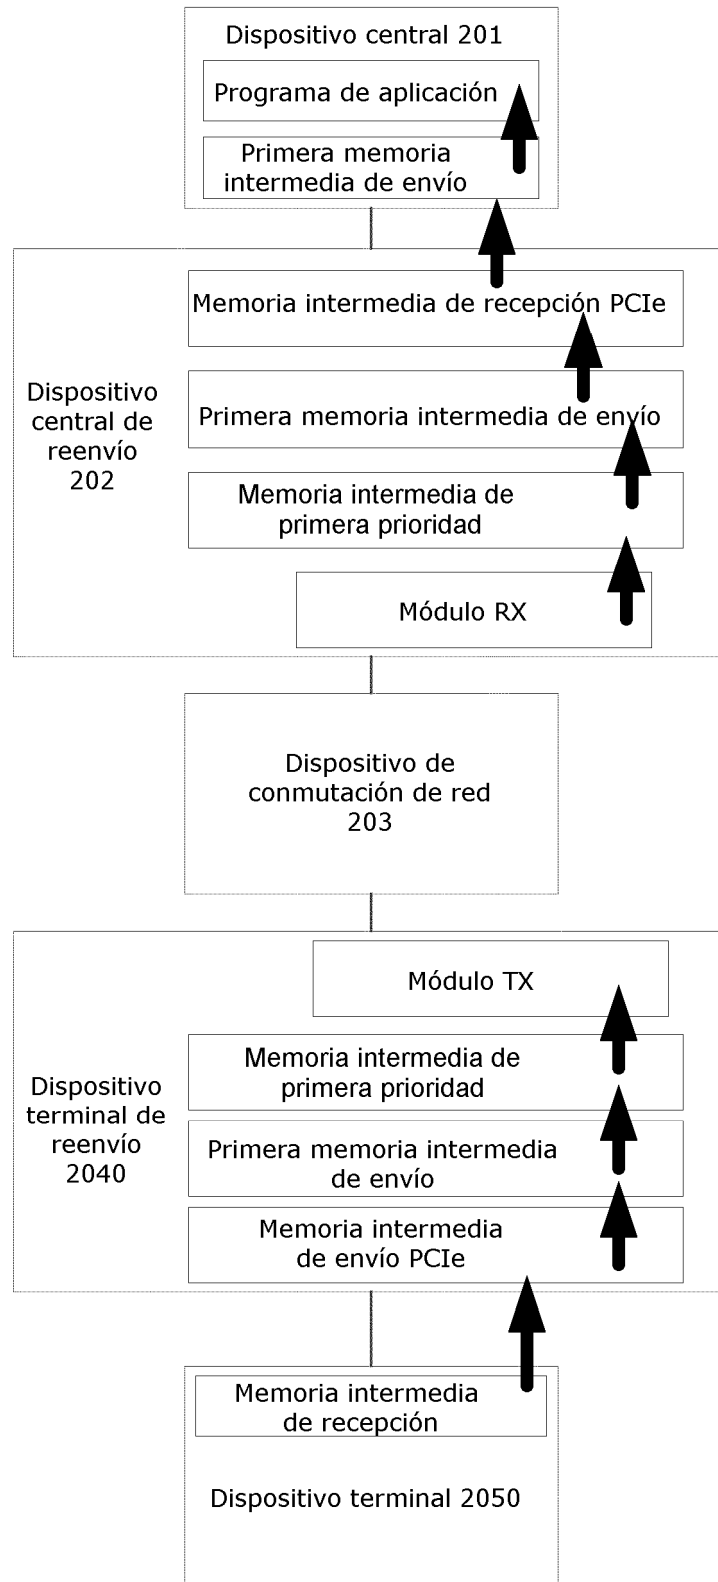 Dispositivo central 201
Programa de aplicación
Primera memoria
intermedia de envío
Memoria intermedia de recepción PCIe
Dispositivo
central de
reenvío
202
Primera memoria intermedia de envío
Memoria intermedia de
primera prioridad
Módulo RX
Dispositivo de
conmutación de red
203
Módulo TX
Dispositivo
terminal de
reenvío
2040
Memoria intermedia de
primera prioridad
Primera memoria intermedia
de envío
Memoria intermedia
de envío PCIe
Memoria intermedia
de recepción
Dispositivo terminal 2050